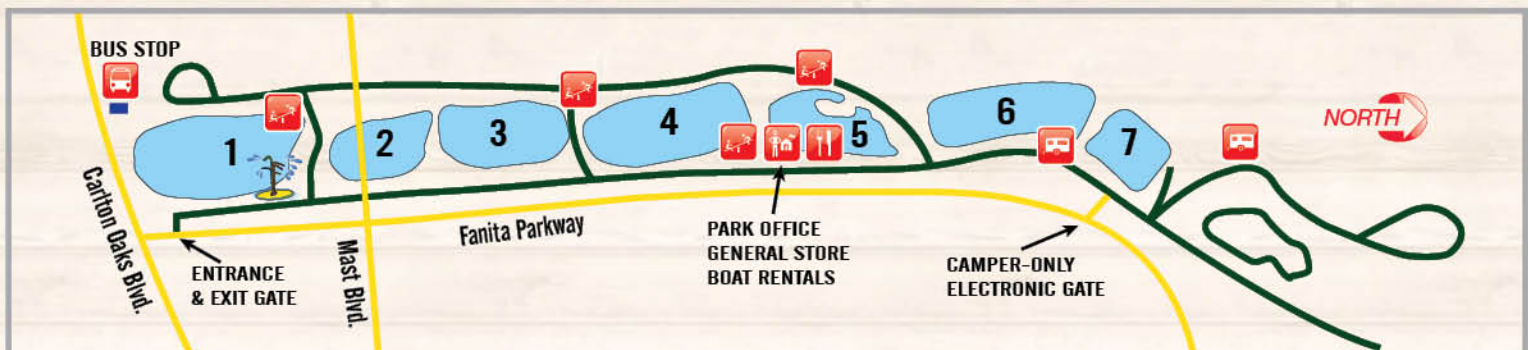 BUS STOP
1
2
3
4
5
6
7
NORTH
Carlton Oaks Blvd.
Mast Blvd.
Fanita Parkway
ENTRANCE
& EXIT GATE
PARK OFFICE
GENERAL STORE
BOAT RENTALS
CAMPER-ONLY
ELECTRONIC GATE